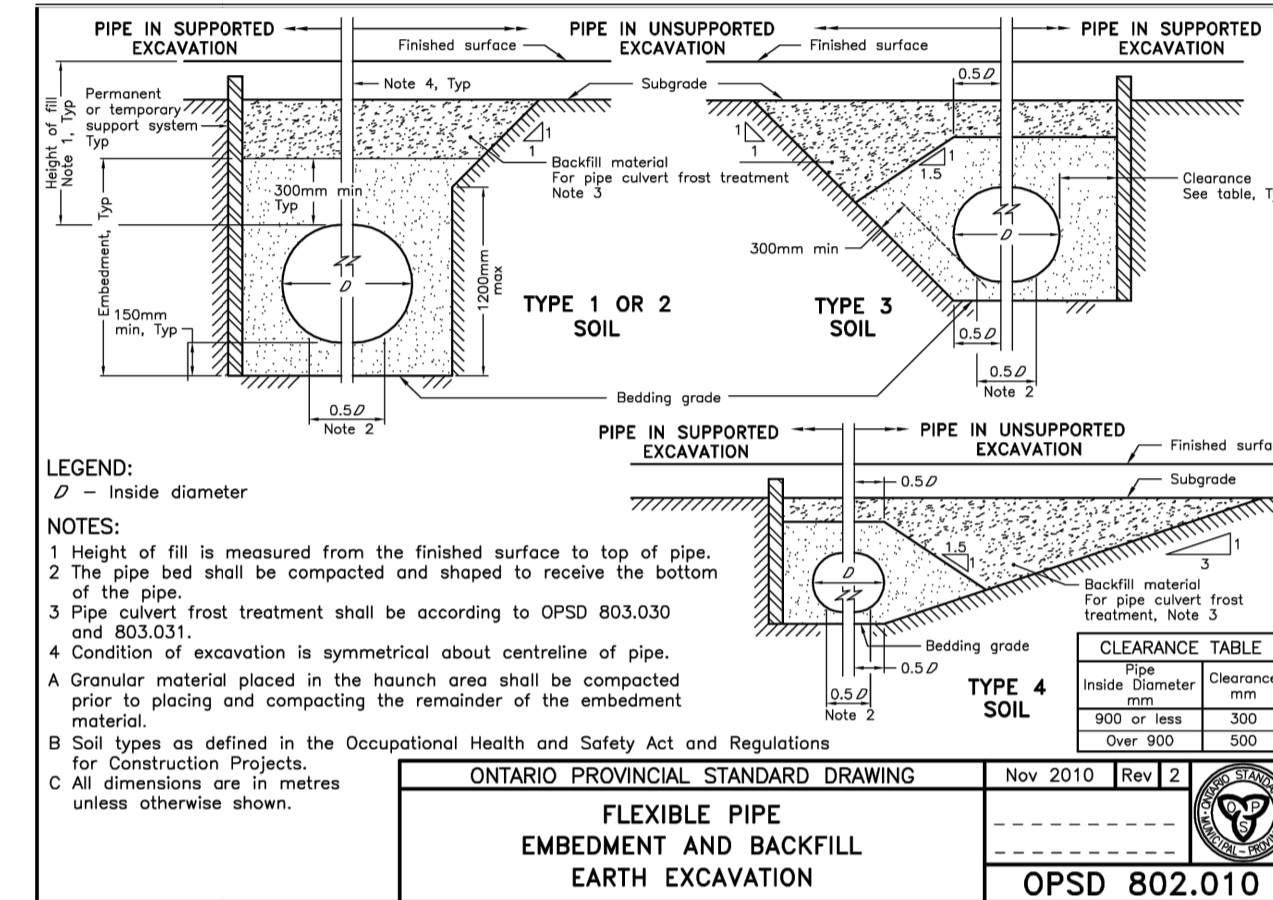 PIPE IN SUPPORTED
EXCAVATION
PIPE IN UNSUPPORTED
EXCAVATION
PIPE IN SUPPORTED
EXCAVATION
Finished surface
Finished surface
Height of fill
Note 1, Typ
Permanent
or temporary
support system
Typ
Note 4, Typ
Subgrade
0.5D
1
1
1
1
1
1.5
Backfill material
For pipe culvert frost treatment
Note 3
Clearance
See table, T
300mm min
Typ
Embedment, Typ
300mm min
D
D
1200mm
max
150mm
min, Typ
TYPE 1 OR 2
SOIL
TYPE 3
SOIL
0.5D
0.5D
Note 2
0.5D
Note 2
Bedding grade
PIPE IN SUPPORTED
EXCAVATION
PIPE IN UNSUPPORTED
EXCAVATION
Finished surfa
Subgrade
0.5D
1.5
1
1
3
D
Backfill material
For pipe culvert frost
treatment, Note 3
Bedding grade
0.5D
0.5D
Note 2
TYPE 4
SOIL
CLEARANCE TABLE
Pipe
Inside Diameter
mm
Clearance
mm
900 or less 300
Over 900 500
LEGEND:
D – Inside diameter
NOTES:
1 Height of fill is measured from the finished surface to top of pipe.
2 The pipe bed shall be compacted and shaped to receive the bottom
of the pipe.
3 Pipe culvert frost treatment shall be according to OPSD 803.030
and 803.031.
4 Condition of excavation is symmetrical about centreline of pipe.
A Granular material placed in the haunch area shall be compacted
prior to placing and compacting the remainder of the embedment
material.
B Soil types as defined in the Occupational Health and Safety Act and Regulations
for Construction Projects.
C All dimensions are in metres
unless otherwise shown.
ONTARIO PROVINCIAL STANDARD DRAWING
Nov 2010 Rev 2
FLEXIBLE PIPE
EMBEDMENT AND BACKFILL
EARTH EXCAVATION
OPSD 802.010
ONTARIO STANDA
MUNICIPAL – PROVIN
O P
S